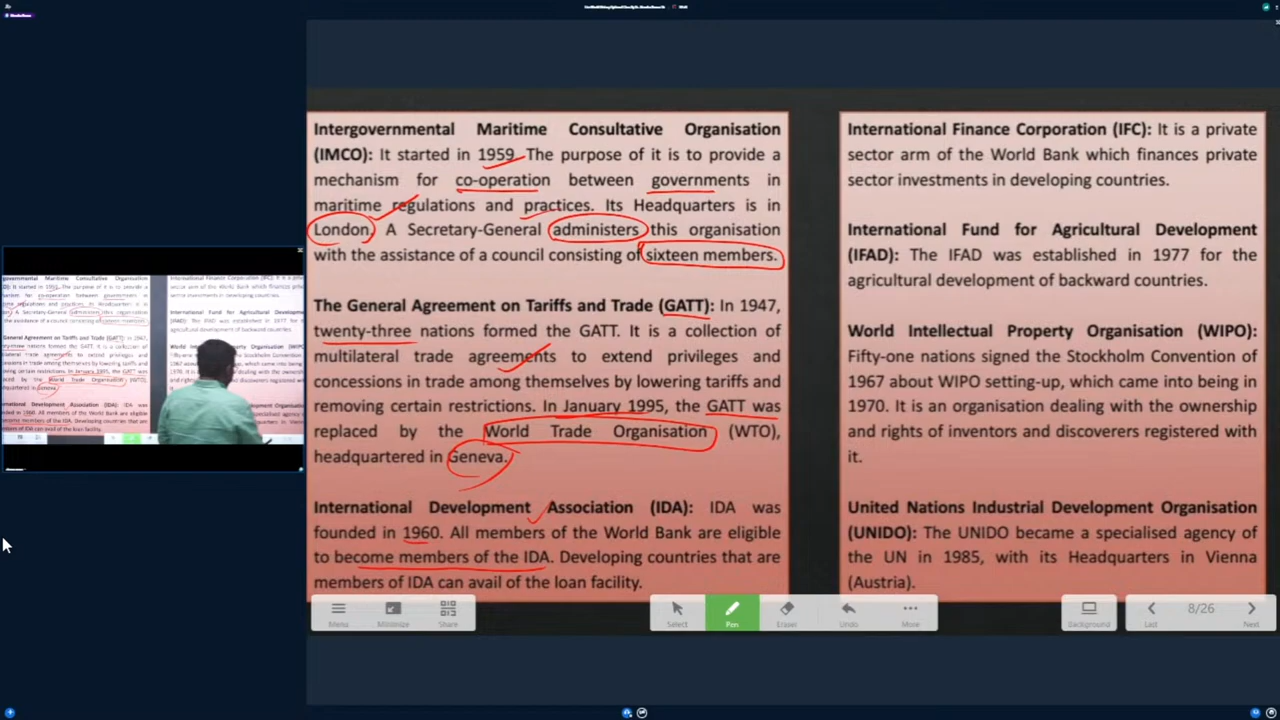 Intergovernmental Maritime Consultative Organisation
(IMCO): It started in 1959. The purpose of it is to provide a
mechanism for co-operation between governments in
maritime regulations and practices. Its Headquarters is in
London. A Secretary-General administers this organisation
with the assistance of a council consisting of sixteen members.
The General Agreement on Tariffs and Trade (GATT): In 1947,
twenty-three nations formed the GATT. It is a collection of
multilateral trade agreements to extend privileges and
concessions in trade among themselves by lowering tariffs and
removing certain restrictions. In January 1995, the GATT was
replaced by the World Trade Organisation (WTO),
headquartered in Geneva.
International Development Association (IDA): IDA was
founded in 1960. All members of the World Bank are eligible
to become members of the IDA. Developing countries that are
members of IDA can avail of the loan facility.
International Finance Corporation (IFC): It is a private
sector arm of the World Bank which finances private
sector investments in developing countries.
International Fund for Agricultural Development
(IFAD): The IFAD was established in 1977 for the
agricultural development of backward countries.
World Intellectual Property Organisation (WIPO):
Fifty-one nations signed the Stockholm Convention of
1967 about WIPO setting-up, which came into being in
1970. It is an organisation dealing with the ownership
and rights of inventors and discoverers registered with
it.
United Nations Industrial Development Organisation
(UNIDO): The UNIDO became a specialised agency of
the UN in 1985, with its Headquarters in Vienna
(Austria).
Menu Minimize Share Select Pen Eraser Undo More Background Last 8/26 Next